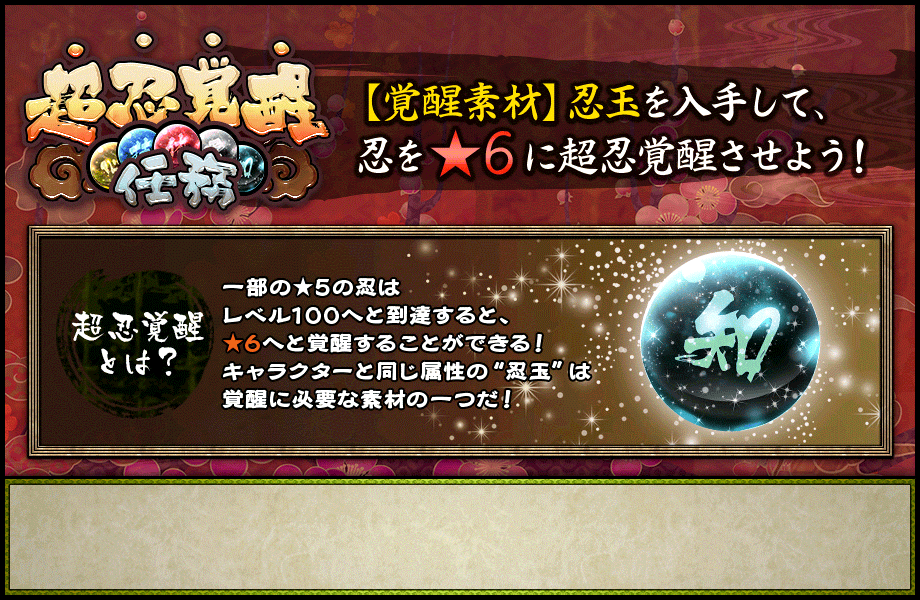 超忍覚醒
任務
【覚醒素材】忍玉を入手して、
忍を★6に超忍覚醒させよう!
超忍覚醒
とは?
一部の★5の忍は
レベル100へと到達すると、
★6へと覚醒することができる!
キャラクターと同じ属性の“忍玉”は
覚醒に必要な素材の一つだ!
知